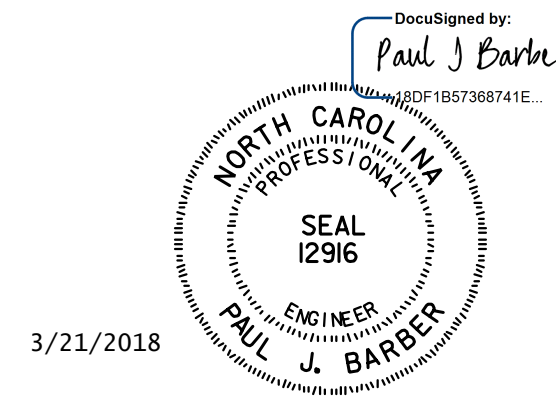 DocuSigned by:
Paul J Barbe
18DF1B57368741E...
NORTH CAROLINA
PROFESSIONAL
SEAL
12916
ENGINEER
PAUL J. BARBER
3/21/2018